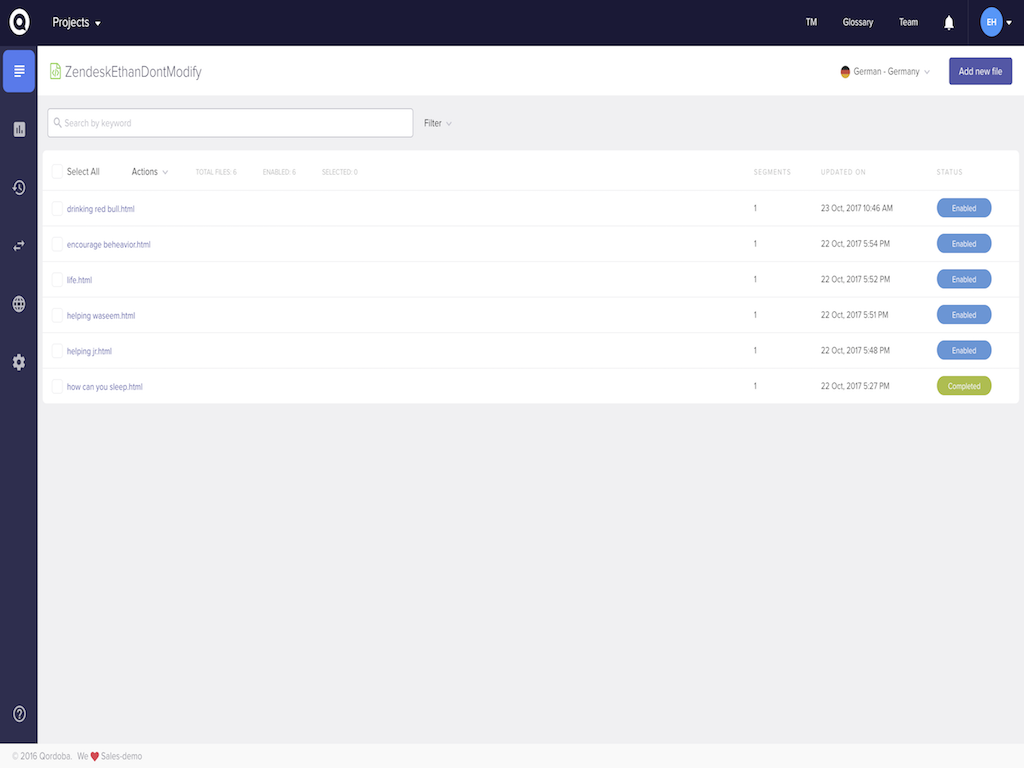 Projects
TM Glossary Team EH
ZendeskEthanDontModify German - Germany Add new file
Search by keyword Filter
Select All Actions TOTAL FILES: 6 ENABLED: 6 SELECTED: 0 SEGMENTS UPDATED ON STATUS
drinking red bull.html 1 23 Oct, 2017 10:46 AM Enabled
encourage beheavior.html 1 22 Oct, 2017 5:54 PM Enabled
life.html 1 22 Oct, 2017 5:52 PM Enabled
helping waseem.html 1 22 Oct, 2017 5:51 PM Enabled
helping jr.html 1 22 Oct, 2017 5:48 PM Enabled
how can you sleep.html 1 22 Oct, 2017 5:27 PM Completed
© 2016 Qordoba. We ❤ Sales-demo